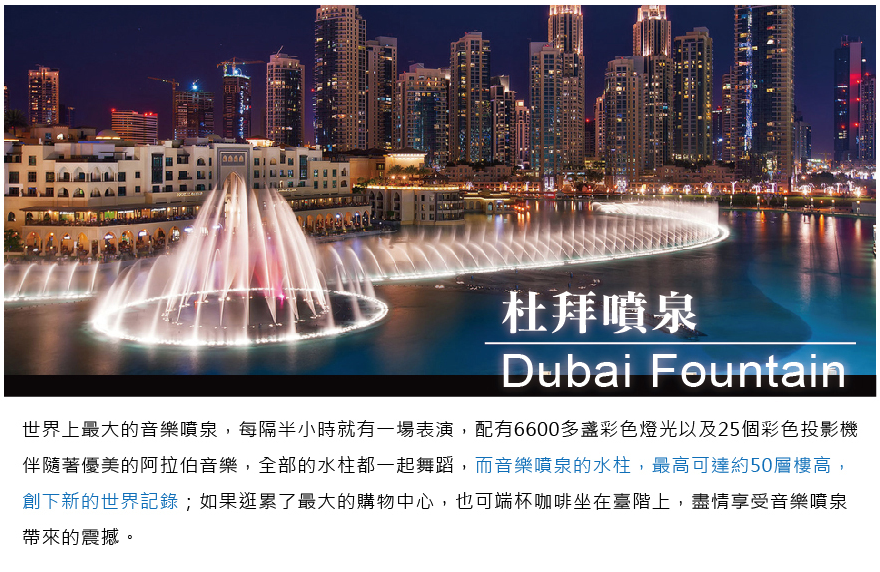 杜拜噴泉
Dubai Fountain
世界上最大的音樂噴泉，每隔半小時就有一場表演，配有6600多盞彩色燈光以及25個彩色投影機
伴隨著優美的阿拉伯音樂，全部的水柱都一起舞蹈，而音樂噴泉的水柱，最高可達約50層樓高，
創下新的世界記錄；如果逛累了最大的購物中心，也可端杯咖啡坐在臺階上，盡情享受音樂噴泉
帶來的震撼。